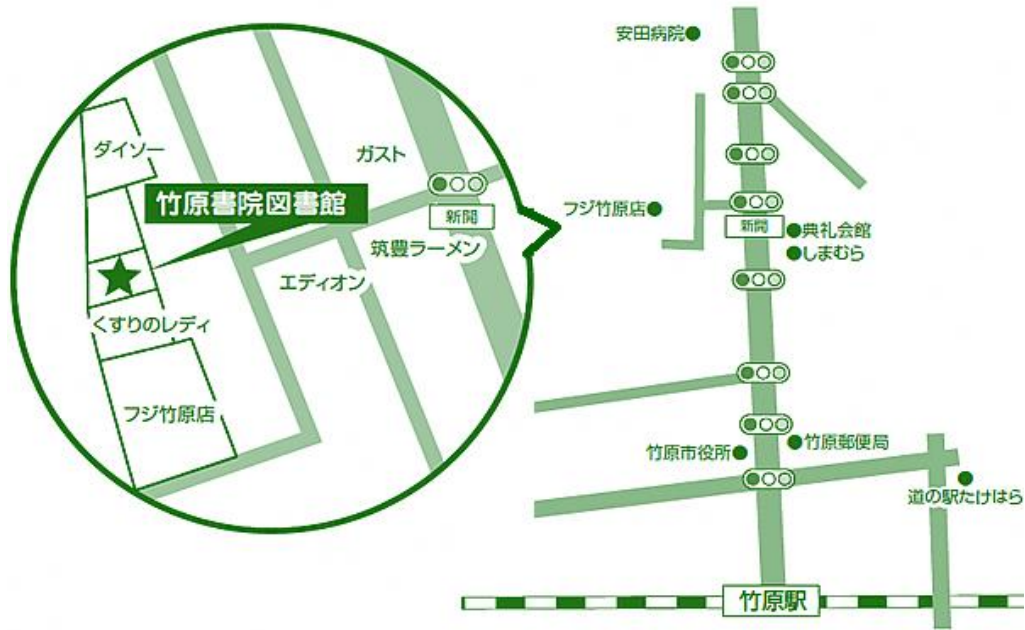 ダイソー
竹原書院図書館
ガスト
新開
筑豊ラーメン
エディオン
くすりのレディ
フジ竹原店
安田病院
フジ竹原店
新開
典礼会館
しまむら
竹原市役所
竹原郵便局
道の駅たけはら
竹原駅